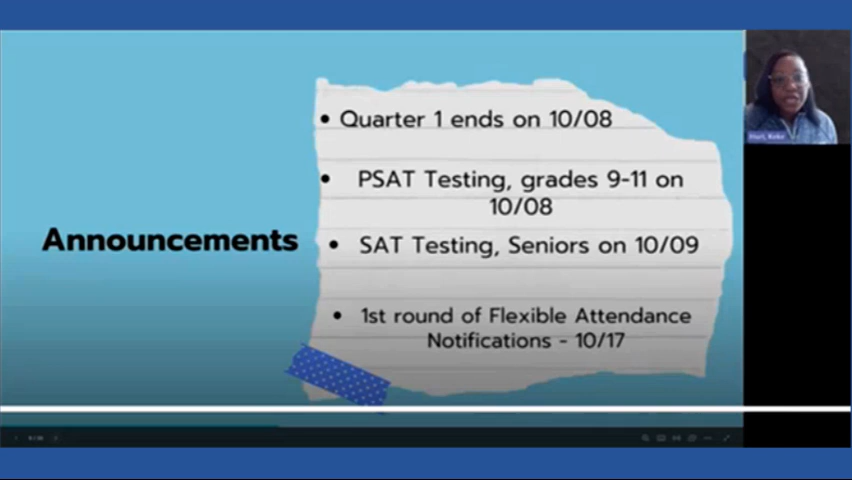 Announcements
• Quarter 1 ends on 10/08
• PSAT Testing, grades 9-11 on
10/08
• SAT Testing, Seniors on 10/09
• 1st round of Flexible Attendance
Notifications - 10/17